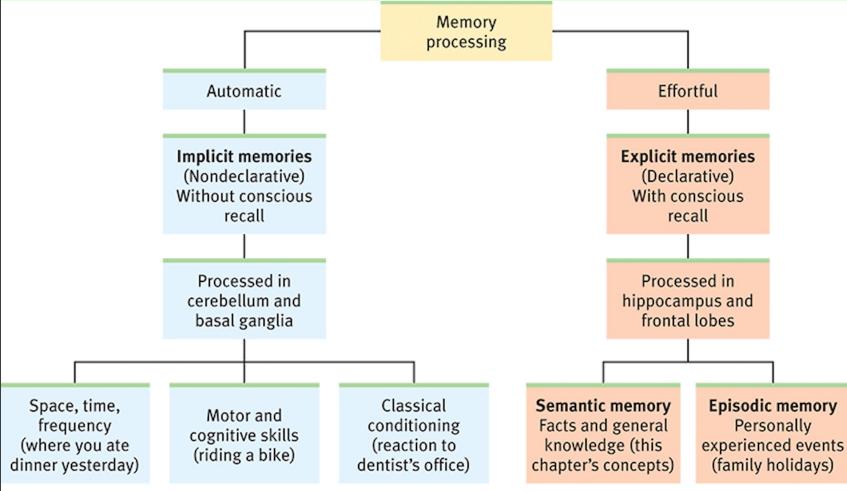 Memory
processing
Automatic
Effortful
Implicit memories
(Nondeclarative)
Without conscious
recall
Explicit memories
(Declarative)
With conscious
recall
Processed in
cerebellum and
basal ganglia
Processed in
hippocampus and
frontal lobes
Space, time,
frequency
(where you ate
dinner yesterday)
Motor and
cognitive skills
(riding a bike)
Classical
conditioning
(reaction to
dentist’s office)
Semantic memory
Facts and general
knowledge (this
chapter’s concepts)
Episodic memory
Personally
experienced events
(family holidays)